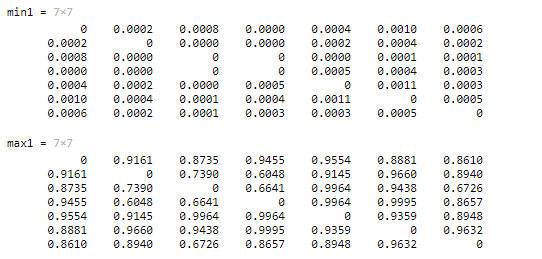 min1 = 7×7
0 0.0002 0.0008 0.0000 0.0004 0.0010 0.0006
0.0002 0 0.0000 0.0000 0.0002 0.0004 0.0002
0.0008 0.0000 0 0 0.0000 0.0001 0.0001
0.0000 0.0000 0 0 0.0005 0.0004 0.0003
0.0004 0.0002 0.0000 0.0005 0 0.0011 0.0003
0.0010 0.0004 0.0001 0.0004 0.0011 0 0.0005
0.0006 0.0002 0.0001 0.0003 0.0003 0.0005 0
max1 = 7×7
0 0.9161 0.8735 0.9455 0.9554 0.8881 0.8610
0.9161 0 0.7390 0.6048 0.9145 0.9660 0.8940
0.8735 0.7390 0 0.6641 0.9964 0.9438 0.6726
0.9455 0.6048 0.6641 0 0.9964 0.9995 0.8657
0.9554 0.9145 0.9964 0.9964 0 0.9359 0.8948
0.8881 0.9660 0.9438 0.9995 0.9359 0 0.9632
0.8610 0.8940 0.6726 0.8657 0.8948 0.9632 0